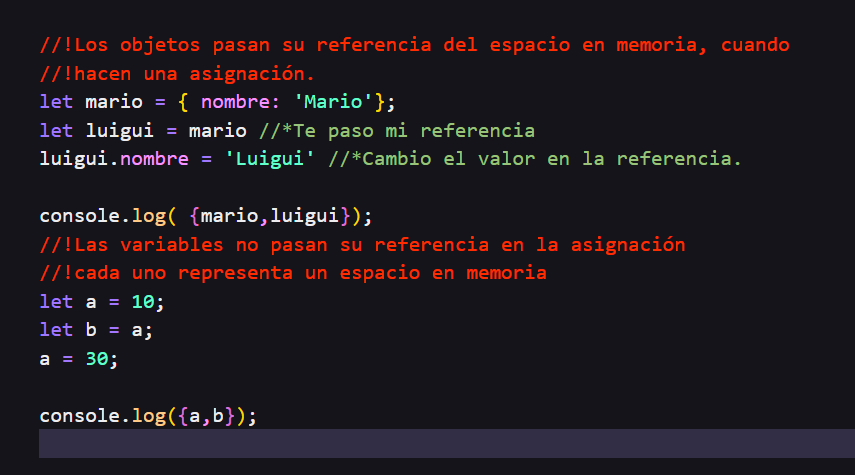 //!Los objetos pasan su referencia del espacio en memoria, cuando
//!hacen una asignación.
let mario = { nombre: 'Mario'};
let luigui = mario //*Te paso mi referencia
luigui.nombre = 'Luigui' //*Cambio el valor en la referencia.
console.log( {mario,luigui});
//!Las variables no pasan su referencia en la asignación
//!cada uno representa un espacio en memoria
let a = 10;
let b = a;
a = 30;
console.log({a,b});